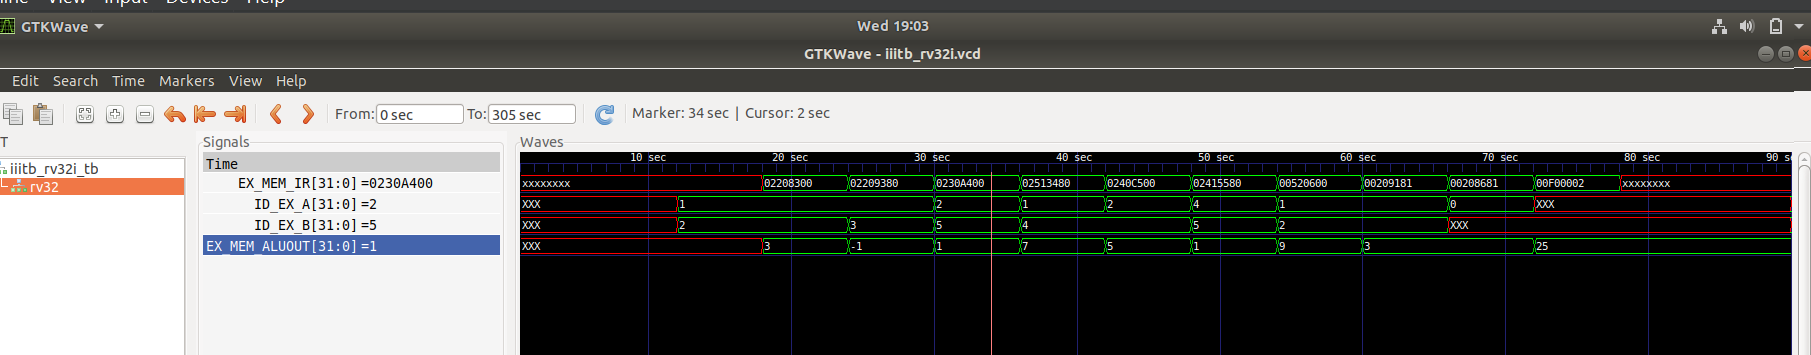 View Input Devices Help
GTKWave Wed 19:03
GTKWave - iiitb_rv32i.vcd
Edit Search Time Markers View Help
From: 0 sec To: 305 sec Marker: 34 sec | Cursor: 2 sec
T Signals Waves
Time 10 sec 20 sec 30 sec 40 sec 50 sec 60 sec 70 sec 80 sec
iiitb_rv32i_tb
rv32
EX_MEM_IR[31:0] =0230A400 xxxxxxxx 02208300 02209380 0230A400 02513480 0240C500 02415580 00520600 00209181 00208681 00F00002 xxxxxxxx
ID_EX_A[31:0] =2 XXX 1 2 1 2 4 1 0 XXX
ID_EX_B[31:0] =5 XXX 2 3 5 4 5 2 XXX
EX_MEM_ALUOUT[31:0] =1 XXX 3 -1 1 7 5 1 9 3 25